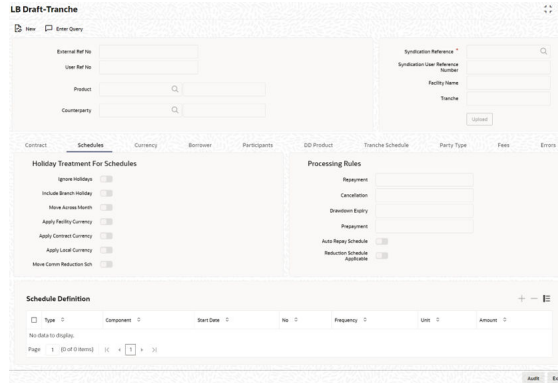 LB Draft-Tranche
New Enter Query
External Ref No
User Ref No
Product
Counterparty
Syndication Reference *
Syndication User Reference
Number
Facility Name
Tranche
Upload
Contract Schedules Currency Borrower Participants DD Product Tranche Schedule Party Type Fees Errors
Holiday Treatment For Schedules
Ignore Holidays
Include Branch Holiday
Move Across Month
Apply Facility Currency
Apply Contract Currency
Apply Local Currency
Move Comm Reduction Sch
Processing Rules
Repayment
Cancellation
Drawdown Expiry
Prepayment
Auto Repay Schedule
Reduction Schedule
Applicable
Schedule Definition
Type Component Start Date No Frequency Unit Amount
No data to display.
Page 1 (0 of 0 items) 1
Audit